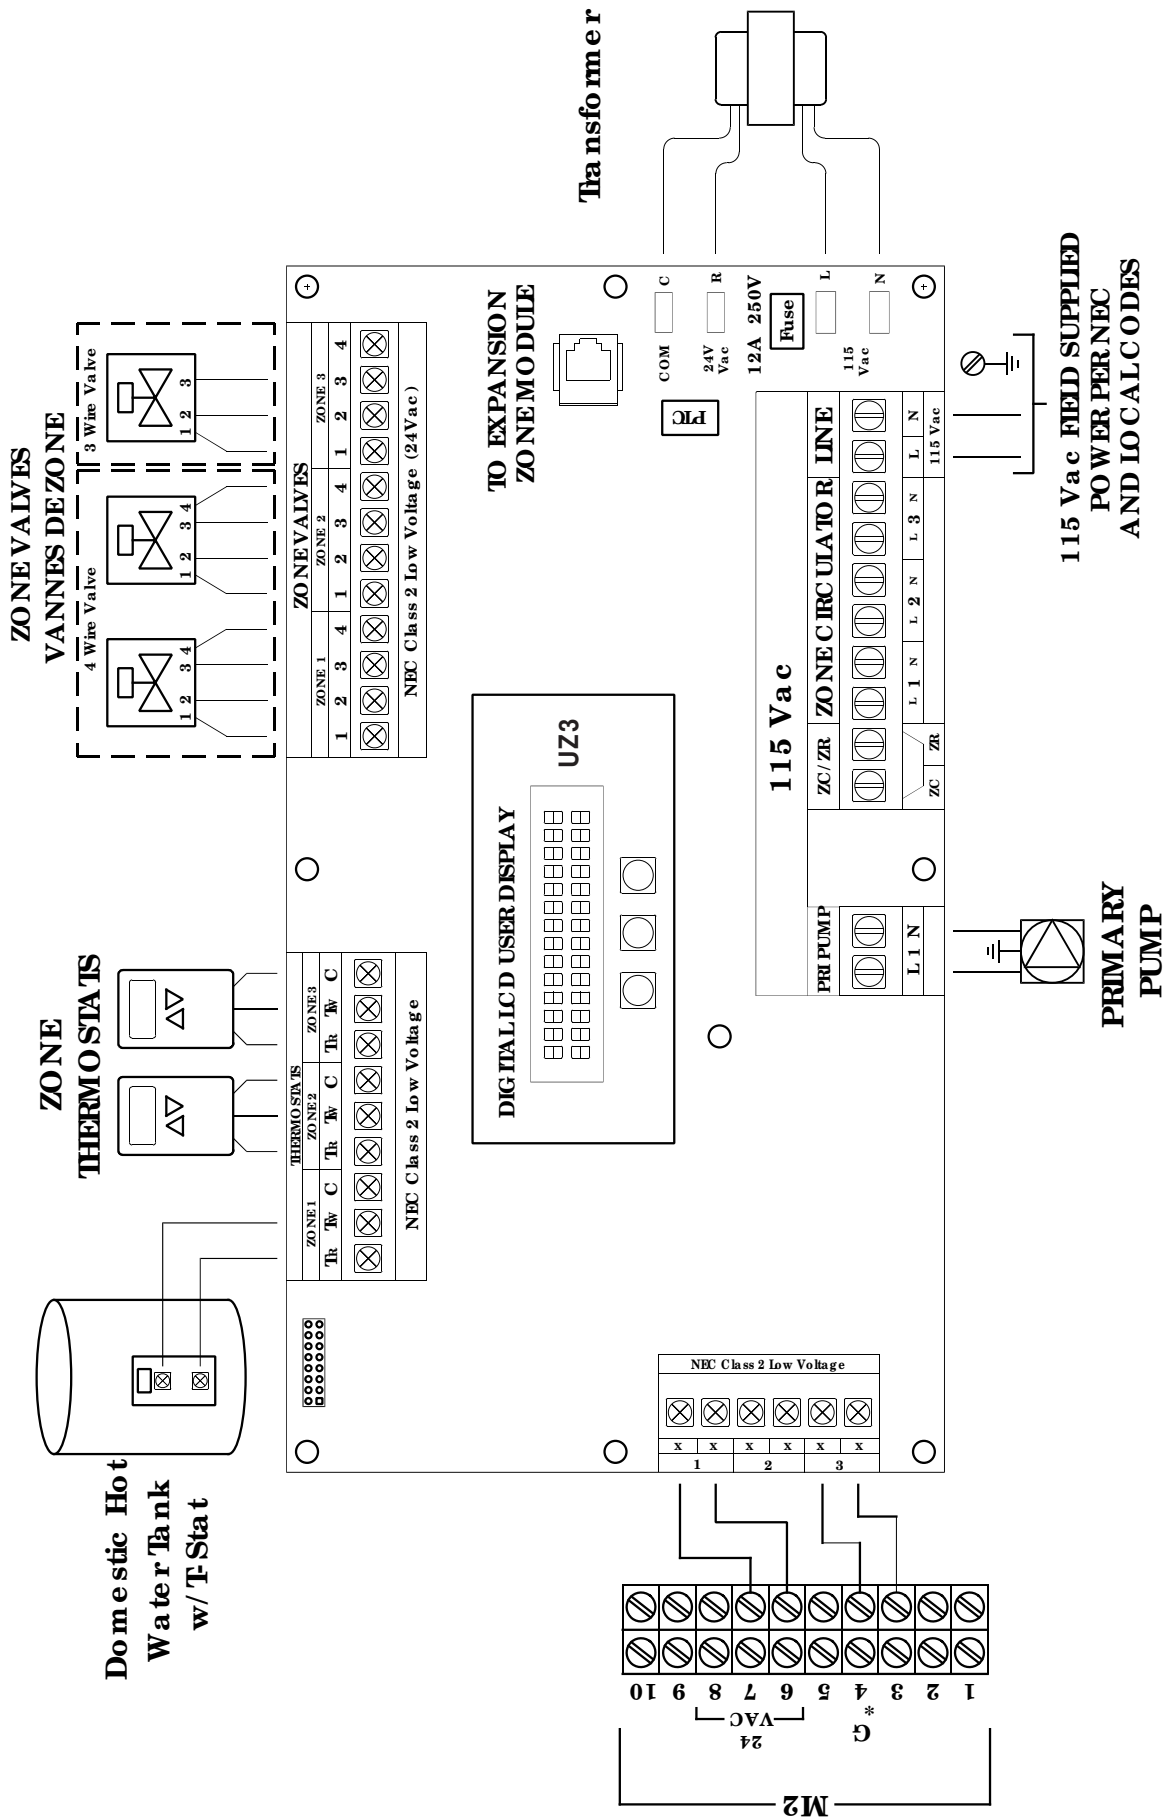 ZONE VALVES
VANNES DE ZONE
4 Wire Valve
3 Wire Valve
1 2 3 4
1 2 3 4
1 2 3
ZONE
THERMOSTATS
Domestic Hot
Water Tank
w/ T-Stat
THERMOSTATS
ZONE 1 ZONE 2 ZONE 3
TR TW C TR TW C TR TW C
NEC Class 2 Low Voltage
ZONE VALVES
ZONE 1 ZONE 2 ZONE 3
1 2 3 4 1 2 3 4 1 2 3 4
NEC Class 2 Low Voltage (24Vac)
DIGITAL LCD USER DISPLAY
UZ3
TO EXPANSION
ZONE MODULE
Transformer
COM C
24V
Vac R
12A 250V
Fuse
L
115
Vac
N
PTC
115 Vac
PRI PUMP
L 1 N
ZC/ZR
ZC ZR
ZONE CIRCULATOR
L 1 N L 2 N L 3 N
LINE
L N
115 Vac
NEC Class 2 Low Voltage
x x x x x x
1 2 3
M2
10 9 8 7 6 5 4 3 2 1
24
VAC
G *
PRIMARY
PUMP
115 Vac FIELD SUPPLIED
POWER PER NEC
AND LOCAL CODES